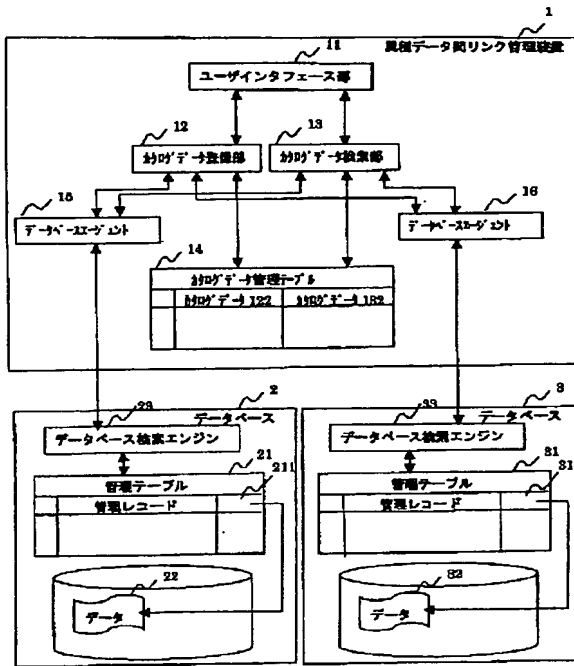 1
異種データ間リンク管理装置
11
ユーザインタフェース部
12
カタログデータ登録部
13
カタログデータ検索部
15
データベースエージェント
16
データベースエージェント
14
カタログデータ管理テーブル
カタログデータ 122
カタログデータ 132
2
データベース
23
データベース検索エンジン
21
管理テーブル
211
管理レコード
22
データ
3
データベース
33
データベース検索エンジン
31
管理テーブル
管理レコード
32
データ